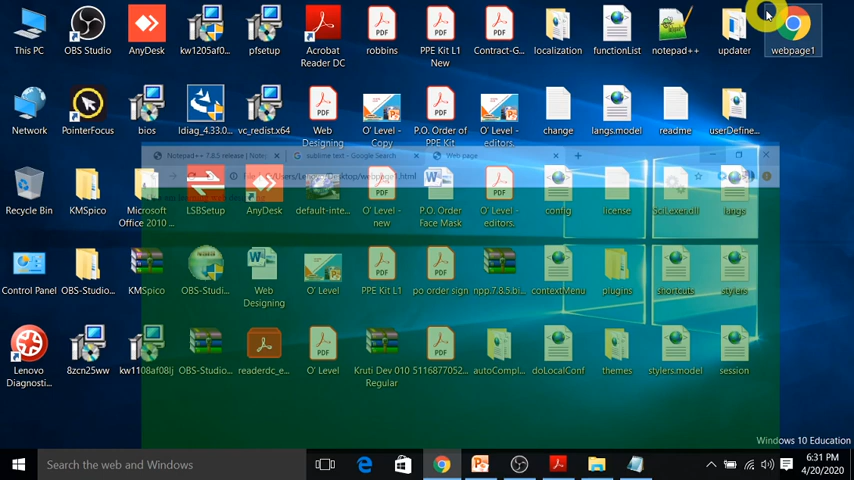 This PC
OBS Studio
AnyDesk
kw1205af0...
pfsetup
Acrobat
Reader DC
robbins
PPE Kit L1
New
Contract-G...
localization
functionList
notepad++
updater
webpage1
Network
PointerFocus
bios
ldiag_4.33.0...
vc_redist.x64
Web
Designing
O' Level -
Copy
P.O. Order of
PPE Kit
O' Level -
editors.
change
langs.model
readme
userDefine...
Notepad++ 7.8.5 release | Note
sublime text - Google Search
Web page
/Users/Lenovo/Desktop/webpage1.html
Recycle Bin
KMSpico
Microsoft
Office 2010
LSBSetup
AnyDesk
default-inte...
O' Level -
new
P.O. Order
Face Mask
O' Level -
editors.
config
license
SciLexer.dll
langs
Control Panel
OBS-Studio...
KMSpico
OBS-Studi...
Web
Designing
O' Level
PPE Kit L1
po order sign
npp.7.8.5.bi...
contextMenu
plugins
shortcuts
stylers
Lenovo
Diagnosti...
8zcn25ww
kw1108af08lj
OBS-Studio...
readerdc_e...
O' Level
Kruti Dev 010
Regular
5116877052...
autoCompl...
doLocalConf
themes
stylers.model
session
Windows 10 Education
Search the web and Windows
6:31 PM
4/20/2020